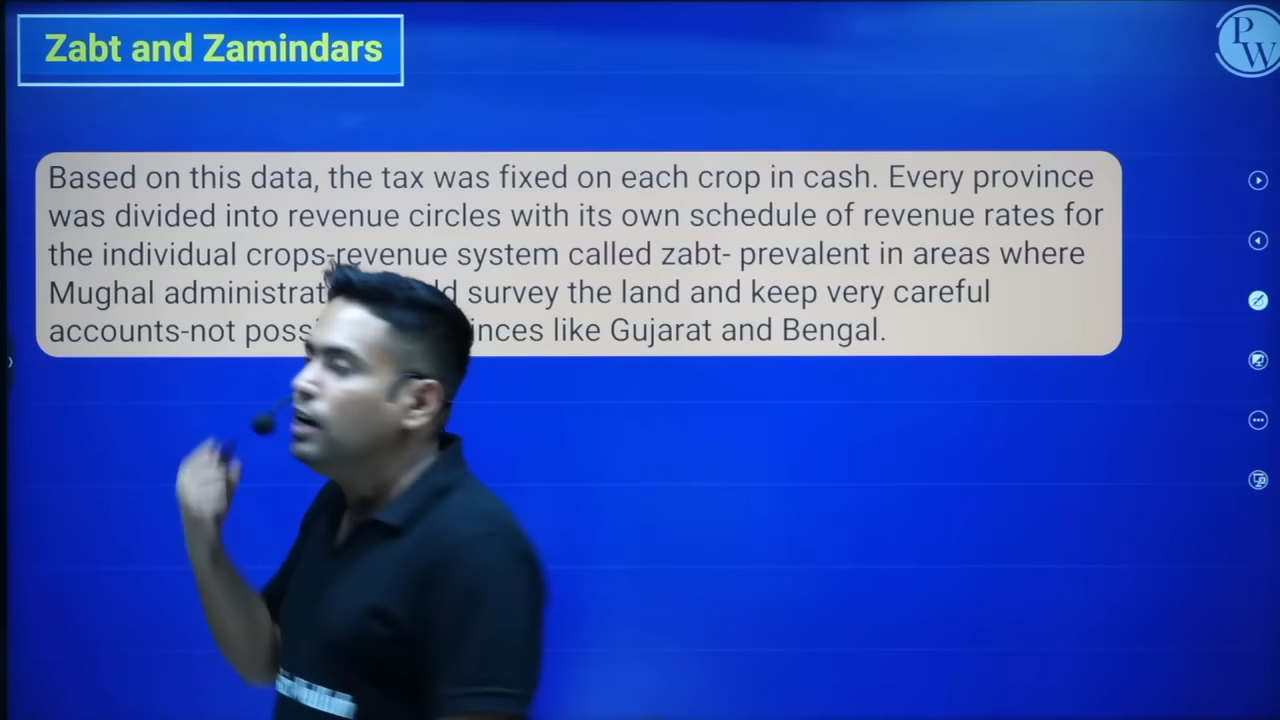 Zabt and Zamindars
PW
Based on this data, the tax was fixed on each crop in cash. Every province
was divided into revenue circles with its own schedule of revenue rates for
the individual crops-revenue system called zabt- prevalent in areas where
Mughal survey the land and keep very careful
accounts-not like Gujarat and Bengal.